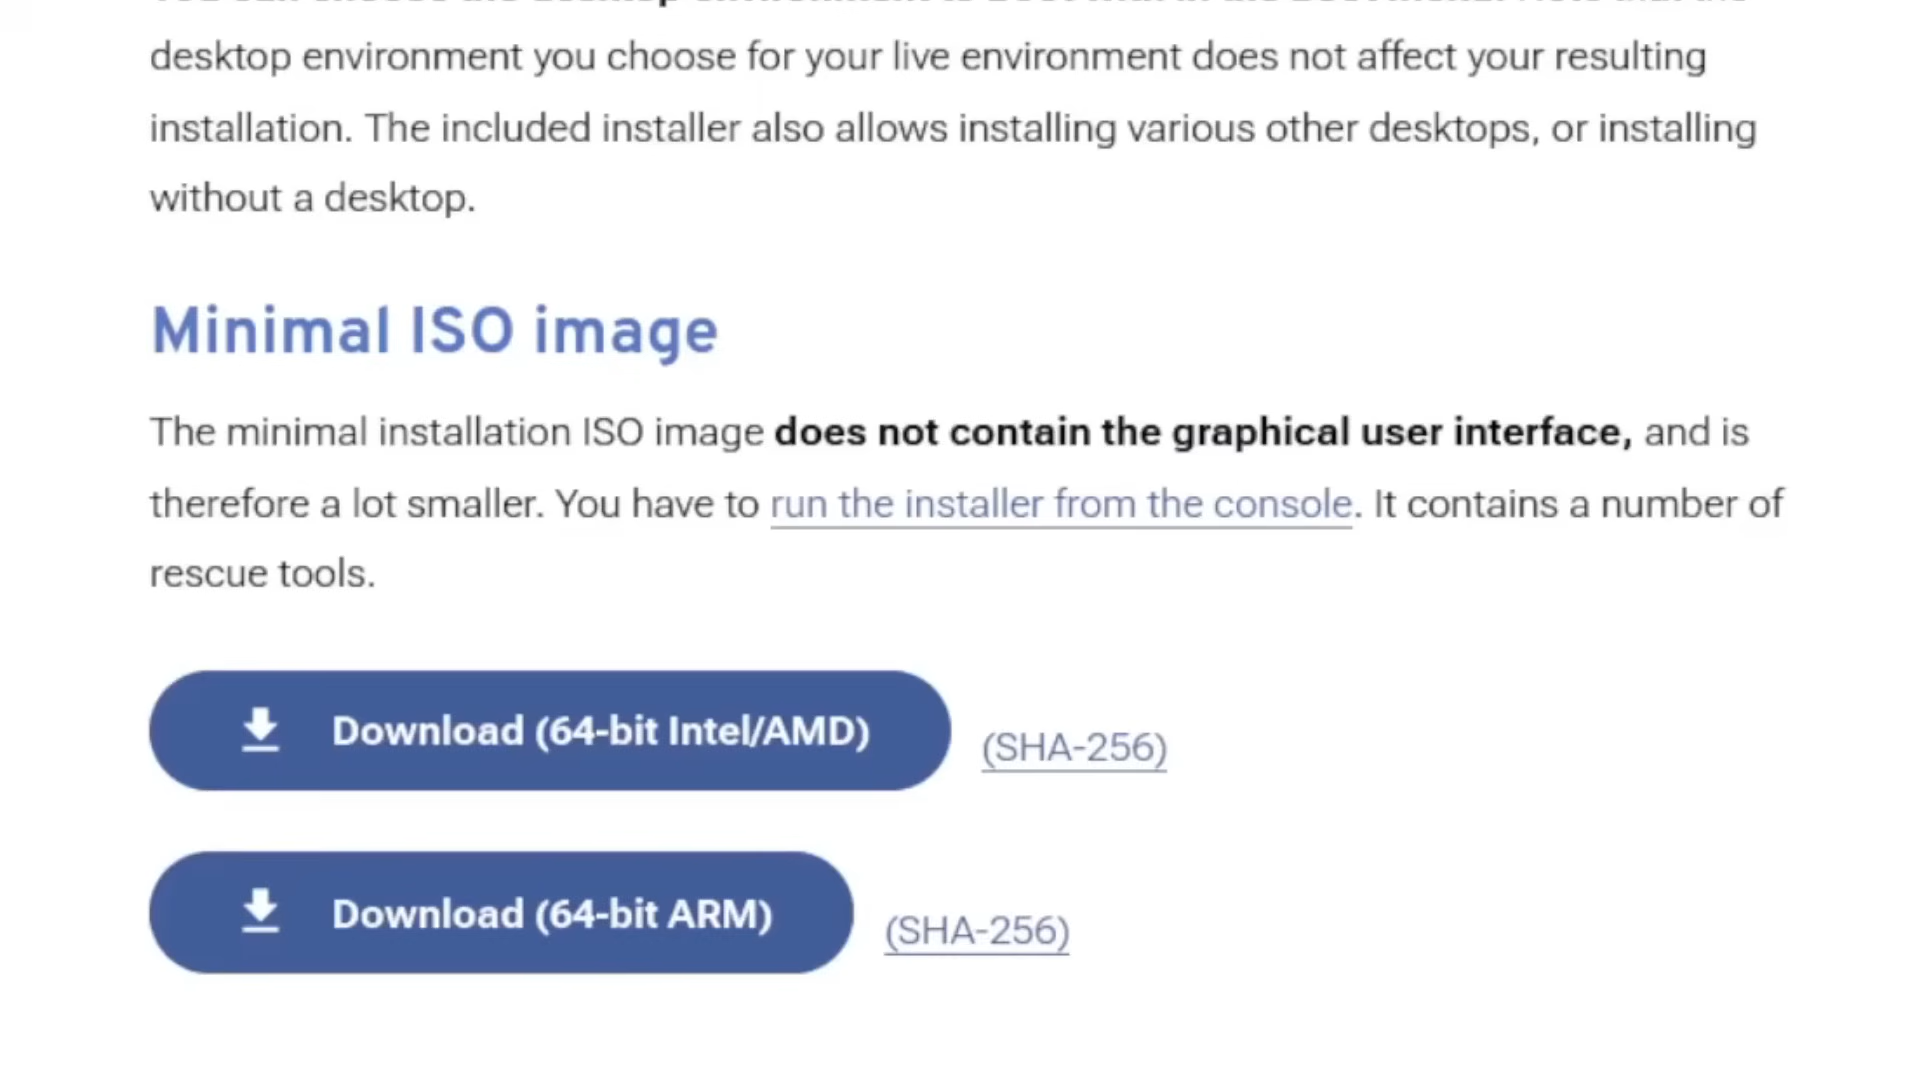 desktop environment you choose for your live environment does not affect your resulting
installation. The included installer also allows installing various other desktops, or installing
without a desktop.
Minimal ISO image
The minimal installation ISO image does not contain the graphical user interface, and is
therefore a lot smaller. You have to run the installer from the console. It contains a number of
rescue tools.
Download (64-bit Intel/AMD) (SHA-256)
Download (64-bit ARM) (SHA-256)